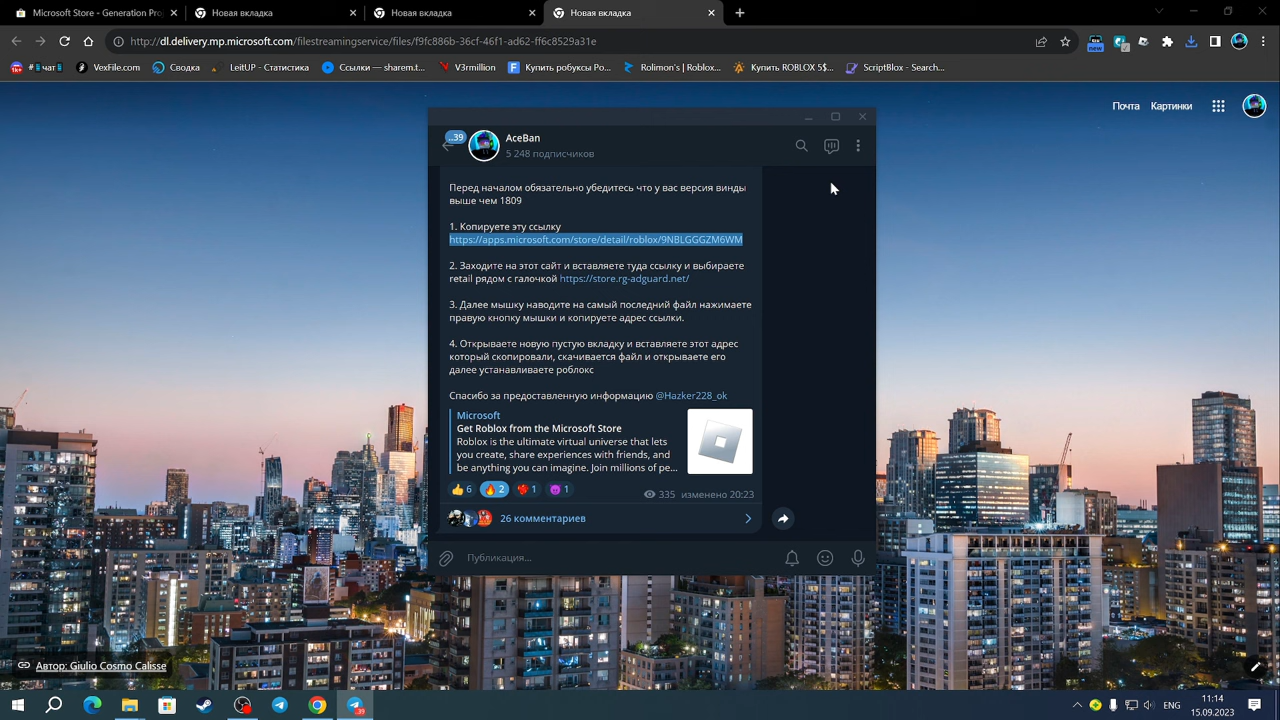 Microsoft Store - Generation Pro
Новая вкладка
Новая вкладка
Новая вкладка
http://dl.delivery.mp.microsoft.com/filestreamingservice/files/f9fc886b-36cf-46f1-ad62-ff6c8529a31e
new
VexFile.com
Сводка
LeitUP - Статистика
Ссылки — sharem.t...
V3rmillion
Купить робуксы Ро...
Rolimon's | Roblox...
Купить ROBLOX 5$...
ScriptBlox - Search...
Почта
Картинки
..39
AceBan
5 248 подписчиков
Перед началом обязательно убедитесь что у вас версия винды
выше чем 1809
1. Копируете эту ссылку
https://apps.microsoft.com/store/detail/roblox/9NBLGGGZM6WM
2. Заходите на этот сайт и вставляете туда ссылку и выбираете
retail рядом с галочкой https://store.rg-adguard.net/
3. Далее мышку наводите на самый последний файл нажимаете
правую кнопку мышки и копируете адрес ссылки.
4. Открываете новую пустую вкладку и вставляете этот адрес
который скопировали, скачивается файл и открываете его
далее устанавливаете роблокс
Спасибо за предоставленную информацию @Hazker228_ok
Microsoft
Get Roblox from the Microsoft Store
Roblox is the ultimate virtual universe that lets
you create, share experiences with friends, and
be anything you can imagine. Join millions of pe...
6 2 1 1
335 изменено 20:23
26 комментариев
Публикация...
Автор: Giulio Cosmo Calisse
ENG
11:14
15.09.2023